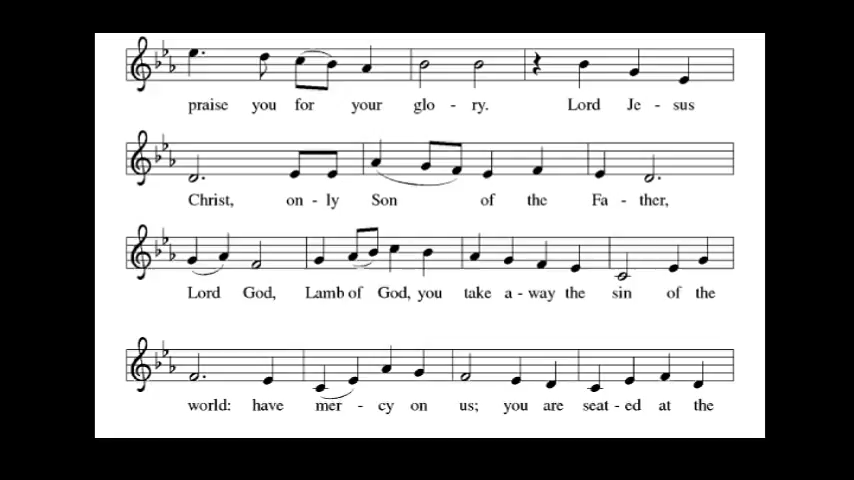 praise you for your glo - ry. Lord Je - sus
Christ, on - ly Son of the Fa - ther,
Lord God, Lamb of God, you take a - way the sin of the
world: have mer - cy on us; you are seat - ed at the